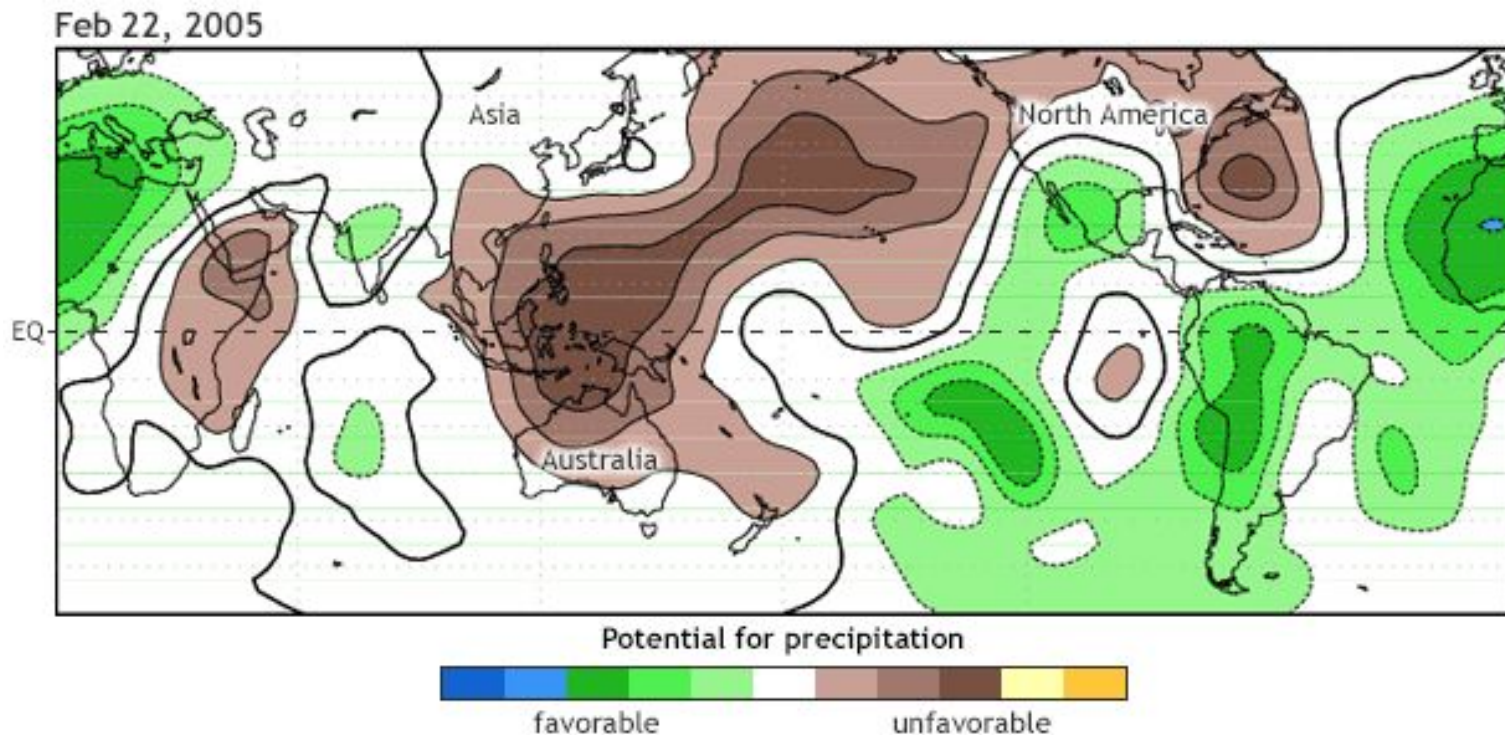 Feb 22, 2005
Asia
North America
EQ
Australia
Potential for precipitation
favorable
unfavorable